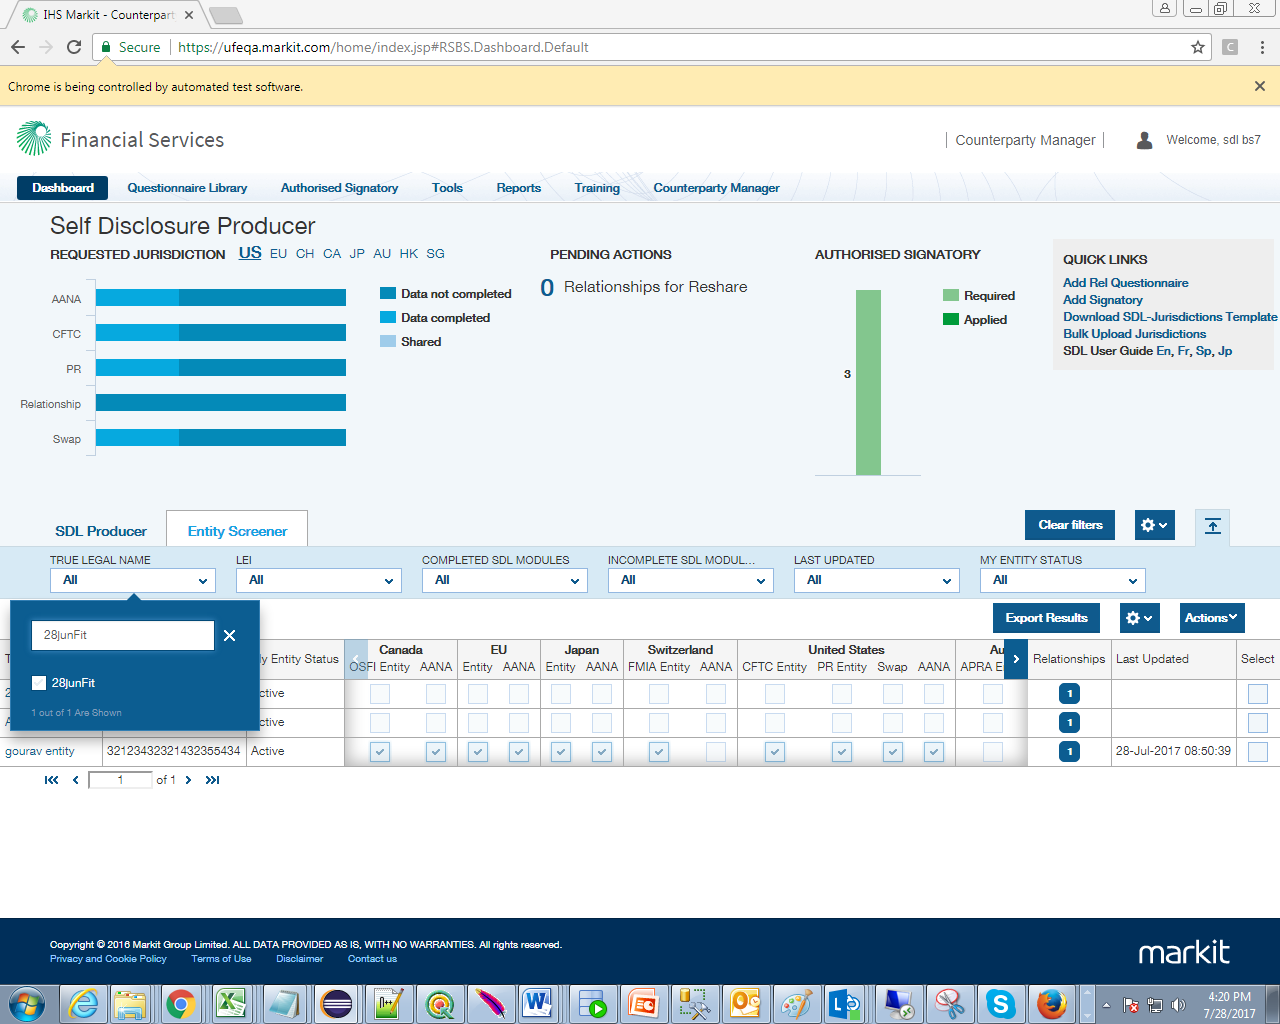 IHS Markit - Counterpart
Secure https://ufeqa.markit.com/home/index.jsp#RSBS.Dashboard.Default
Chrome is being controlled by automated test software.
Financial Services
Counterparty Manager
Welcome, sdl bs7
Dashboard Questionnaire Library Authorised Signatory Tools Reports Training Counterparty Manager
Self Disclosure Producer
REQUESTED JURISDICTION US EU CH CA JP AU HK SG
AANA
CFTC
PR
Relationship
Swap
Data not completed
Data completed
Shared
PENDING ACTIONS
0 Relationships for Reshare
AUTHORISED SIGNATORY
3
Required
Applied
QUICK LINKS
Add Rel Questionnaire
Add Signatory
Download SDL-Jurisdictions Template
Bulk Upload Jurisdictions
SDL User Guide En, Fr, Sp, Jp
SDL Producer Entity Screener
Clear filters
TRUE LEGAL NAME LEI COMPLETED SDL MODULES INCOMPLETE SDL MODUL... LAST UPDATED MY ENTITY STATUS
All All All All All All
28junFit
28junFit
1 out of 1 Are Shown
Export Results Actions
Canada EU Japan Switzerland United States Au
y Entity Status OSFI Entity AANA Entity AANA Entity AANA FMIA Entity AANA CFTC Entity PR Entity Swap AANA APRA E Relationships Last Updated Select
2 ctive 1
A ctive 1
gourav entity 32123432321432355434 Active 1 28-Jul-2017 08:50:39
1 of 1
Copyright © 2016 Markit Group Limited. ALL DATA PROVIDED AS IS, WITH NO WARRANTIES. All rights reserved.
Privacy and Cookie Policy Terms of Use Disclaimer Contact us
markit
4:20 PM
7/28/2017